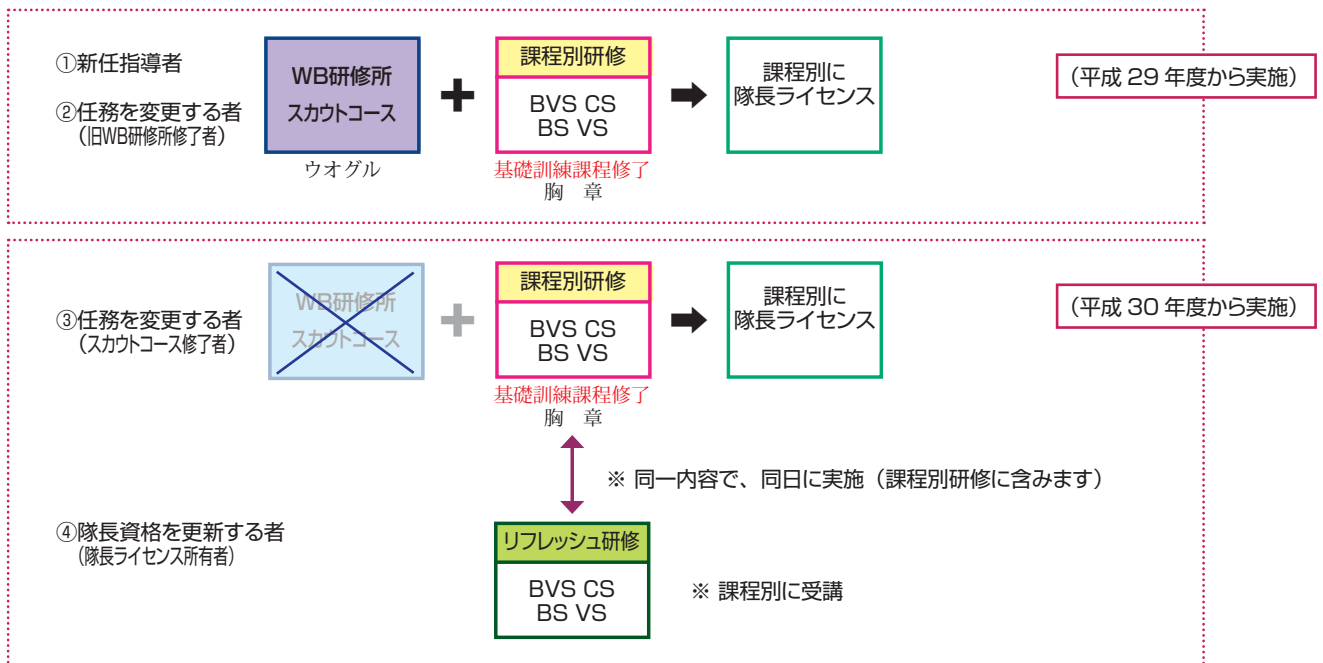 ①新任指導者
②任務を変更する者
（旧WB研修所修了者）
WB研修所
スカウトコース
ウオグル
+
課程別研修
BVS CS
BS VS
基礎訓練課程修了
胸　章
課程別に
隊長ライセンス
（平成 29 年度から実施）
③任務を変更する者
（スカウトコース修了者）
WB研修所
スカウトコース
+
課程別研修
BVS CS
BS VS
基礎訓練課程修了
胸　章
課程別に
隊長ライセンス
（平成 30 年度から実施）
※ 同一内容で、同日に実施（課程別研修に含みます）
④隊長資格を更新する者
（隊長ライセンス所有者）
リフレッシュ研修
BVS CS
BS VS
※ 課程別に受講